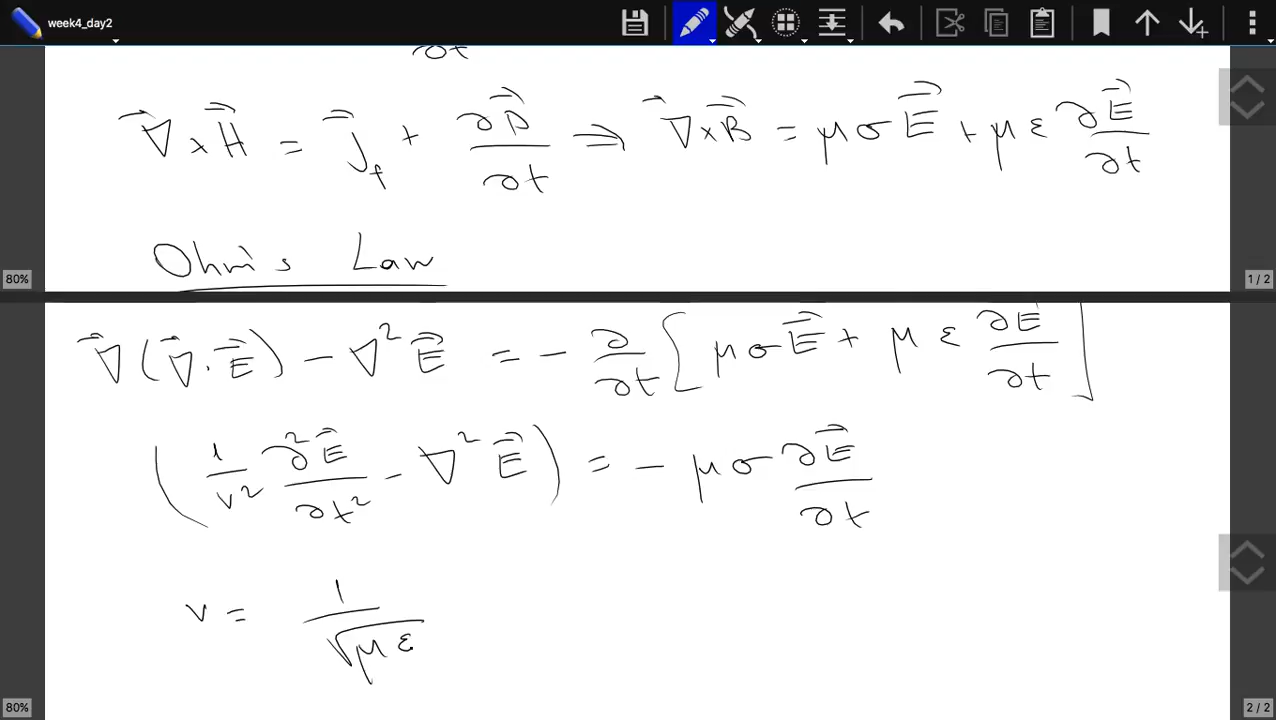 week4_day2
∂t
∇⃗×H⃗ = j⃗_f + ∂D⃗/∂t ⇒ ∇⃗×B⃗ = μσE⃗ + με ∂E⃗/∂t
Ohm's Law
80%
1/2
∇⃗(∇⃗·E⃗) − ∇²E⃗ = − ∂/∂t [μσE⃗ + με ∂E⃗/∂t]
(1/v² ∂²E⃗/∂t² − ∇²E⃗) = − μσ ∂E⃗/∂t
v = 1/√με
80%
2/2